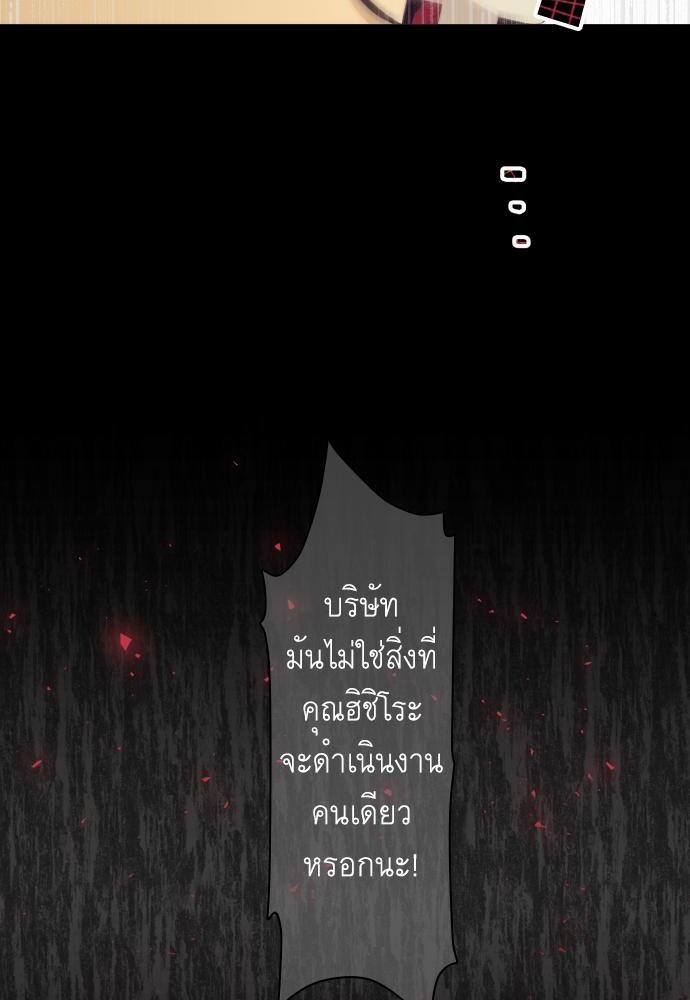 บริษัท
มันไม่ใช่สิ่งที่
คุณฮิชิโระ
จะดำเนินงาน
คนเดียว
หรอกนะ!